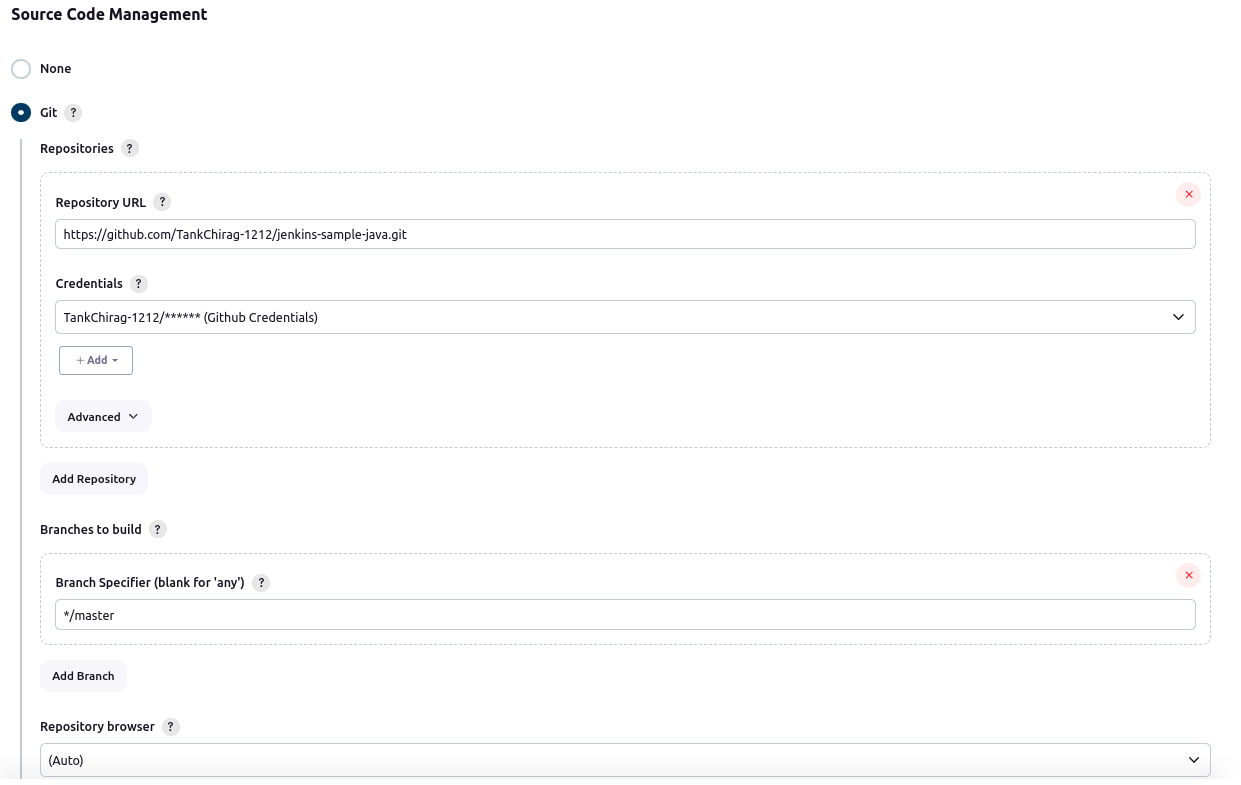 Source Code Management
None
Git ?
Repositories ?
Repository URL ?
https://github.com/TankChirag-1212/jenkins-sample-java.git
Credentials ?
TankChirag-1212/****** (Github Credentials)
+ Add
Advanced
Add Repository
Branches to build ?
Branch Specifier (blank for 'any') ?
*/master
Add Branch
Repository browser ?
(Auto)